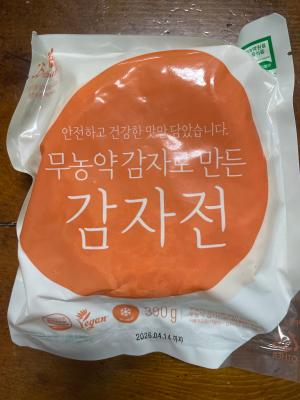 안전하고 건강한 맛만 담았습니다.
무농약 감자로 만든
감자전
Vegan
390g
2026.04.14 까지